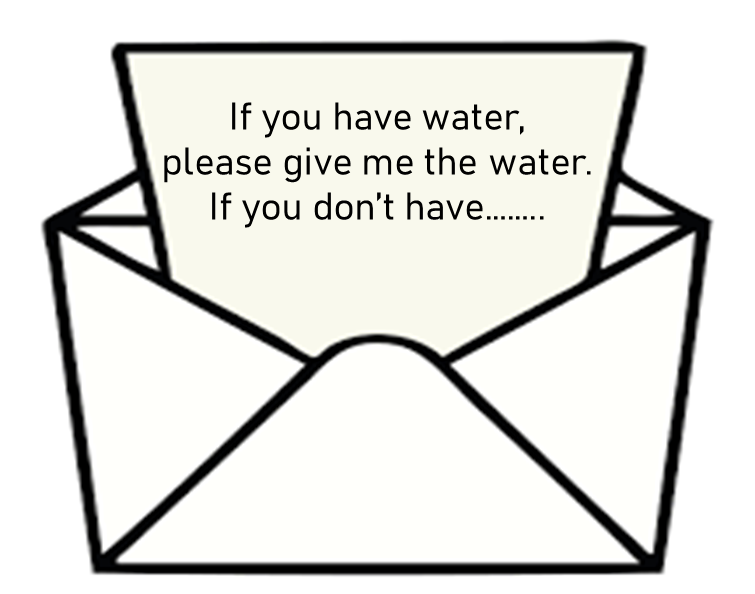 If you have water,
please give me the water.
If you don't have........